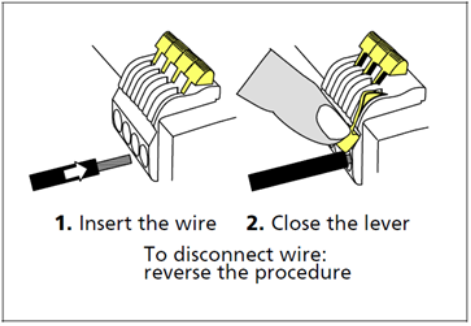 1. Insert the wire 2. Close the lever
To disconnect wire:
reverse the procedure